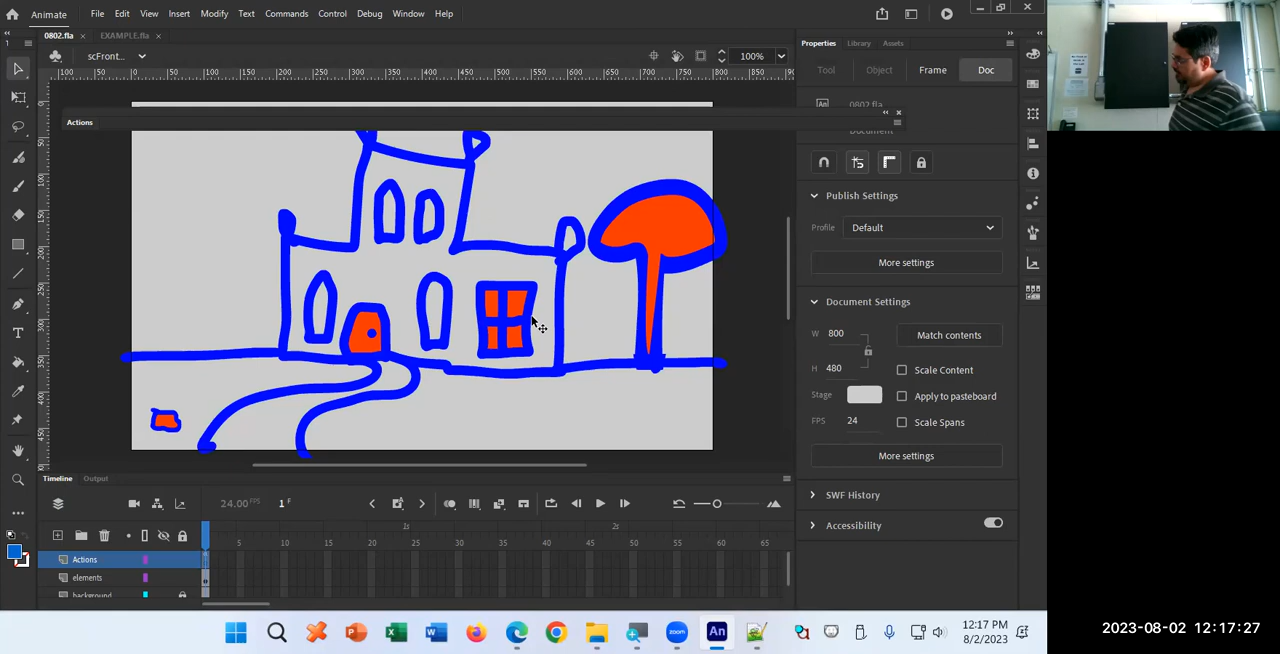 Animate File Edit View Insert Modify Text Commands Control Debug Window Help
0802.fla × EXAMPLE.fla ×
scFront... 100%
Properties Library Assets
Tool Object Frame Doc
An 0802.fla
Document
Actions
Publish Settings
Profile Default
More settings
Document Settings
W 800 Match contents
H 480 Scale Content
Stage Apply to pasteboard
FPS 24 Scale Spans
More settings
SWF History
Accessibility
Timeline Output
24.00 FPS 1 F
1s 2s
5 10 15 20 25 30 35 40 45 50 55 60 65
Actions
elements
background
12:17 PM
8/2/2023
2023-08-02 12:17:27